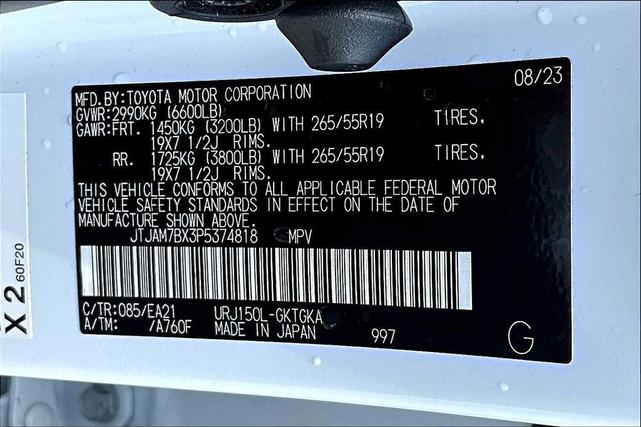 08/23
MFD.BY:TOYOTA MOTOR CORPORATION
GVWR:2990KG (6600LB)
GAWR:FRT. 1450KG (3200LB) WITH 265/55R19 TIRES,
19X7 1/2J RIMS.
RR. 1725KG (3800LB) WITH 265/55R19 TIRES,
19X7 1/2J RIMS.
THIS VEHICLE CONFORMS TO ALL APPLICABLE FEDERAL MOTOR
VEHICLE SAFETY STANDARDS IN EFFECT ON THE DATE OF
MANUFACTURE SHOWN ABOVE.
JTJAM7BX3P5374818 MPV
C/TR:085/EA21 URJ150L-GKTGKA
A/TM: /A760F MADE IN JAPAN 997 G
X 2
60F20